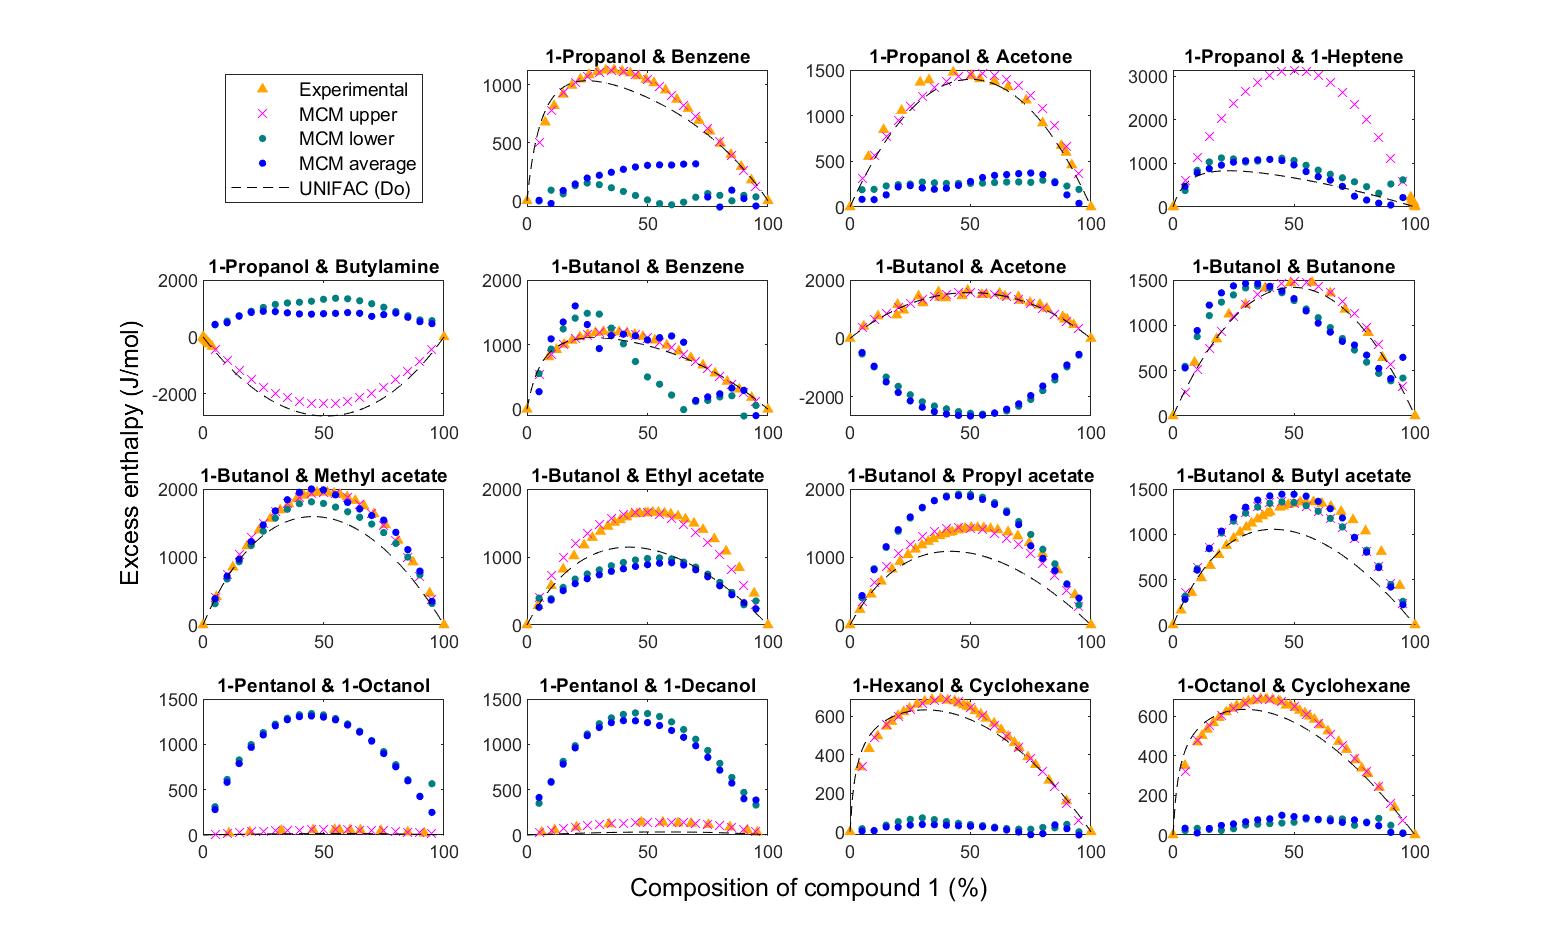 Experimental
MCM upper
MCM lower
MCM average
UNIFAC (Do)
1-Propanol & Benzene
1000
500
0
0 50 100
1-Propanol & Acetone
1500
1000
500
0
0 50 100
1-Propanol & 1-Heptene
3000
2000
1000
0
0 50 100
1-Propanol & Butylamine
2000
0
-2000
0 50 100
1-Butanol & Benzene
2000
1000
0
0 50 100
1-Butanol & Acetone
2000
0
-2000
0 50 100
1-Butanol & Butanone
1500
1000
500
0
0 50 100
1-Butanol & Methyl acetate
2000
1000
0
0 50 100
1-Butanol & Ethyl acetate
2000
1000
0
0 50 100
1-Butanol & Propyl acetate
2000
1000
0
0 50 100
1-Butanol & Butyl acetate
1500
1000
500
0
0 50 100
1-Pentanol & 1-Octanol
1500
1000
500
0
0 50 100
1-Pentanol & 1-Decanol
1500
1000
500
0
0 50 100
1-Hexanol & Cyclohexane
600
400
200
0
0 50 100
1-Octanol & Cyclohexane
600
400
200
0
0 50 100
Excess enthalpy (J/mol)
Composition of compound 1 (%)